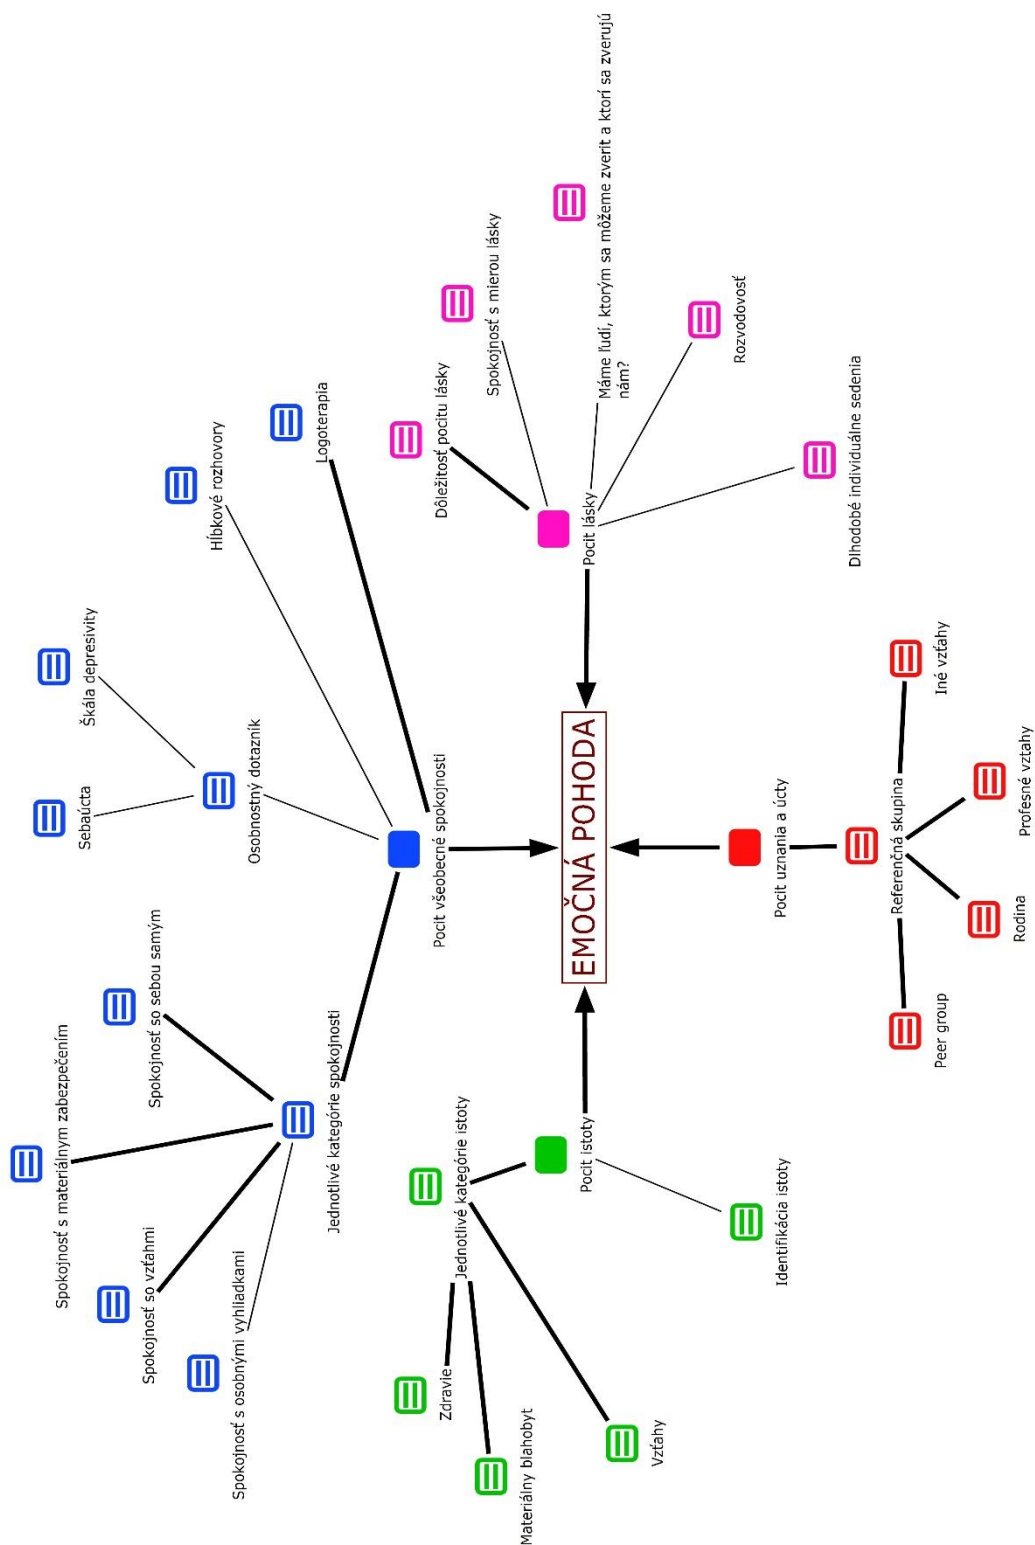 Spokojnosť s materiálnym zabezpečením
Sebaúcta
Škála depresivity
Spokojnosť so vzťahmi
Spokojnosť so sebou samým
Spokojnosť s osobnými vyhliadkami
Osobnostný dotazník
Hĺbkové rozhovory
Jednotlivé kategórie spokojnosti
Logoterapia
Pocit všeobecné spokojnosti
Dôležitosť pocitu lásky
Spokojnosť s mierou lásky
Zdravie
Jednotlivé kategórie istoty
Materiálny blahobyt
Pocit istoty
EMOČNÁ POHODA
Pocit lásky
Máme ľudí, ktorým sa môžeme zverit a ktorí sa zverujú
nám?
Vzťahy
Rozvodovosť
Identifikácia istoty
Pocit uznania a úcty
Dlhodobé individuálne sedenia
Referenčná skupina
Peer group
Iné vzťahy
Rodina
Profesné vztahy